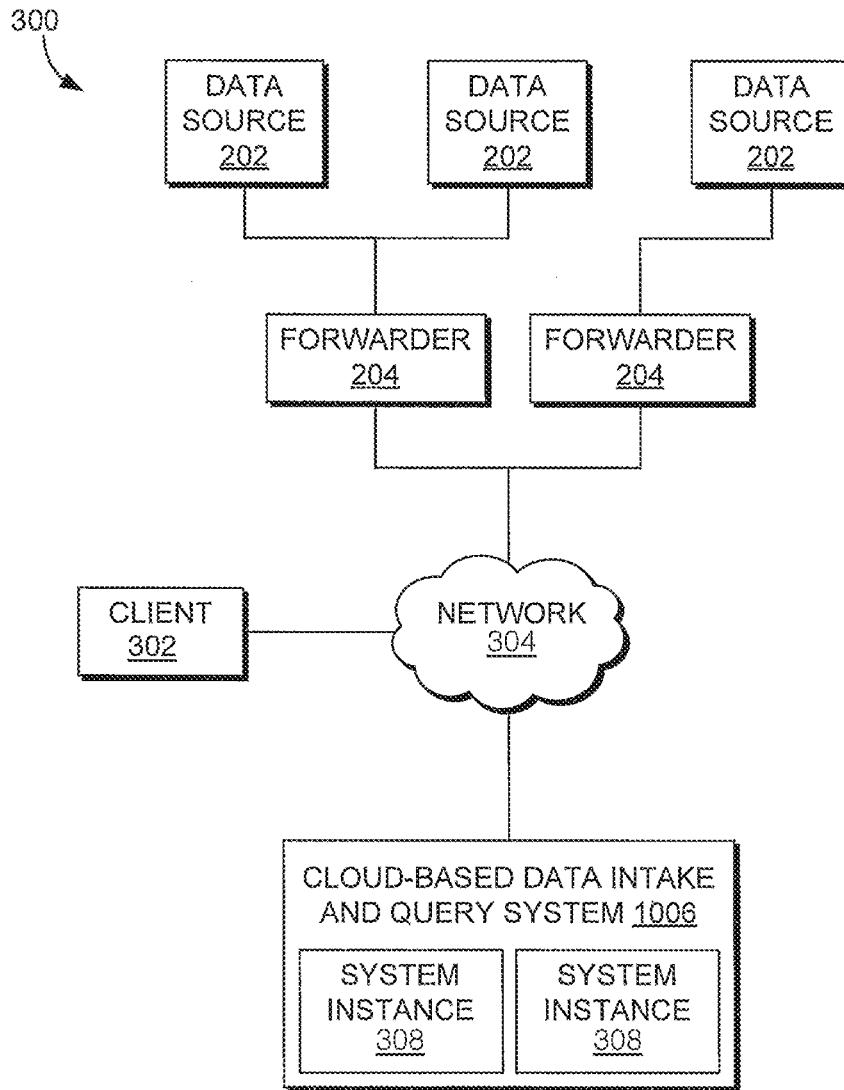 300
DATA
SOURCE
202
DATA
SOURCE
202
DATA
SOURCE
202
FORWARDER
204
FORWARDER
204
CLIENT
302
NETWORK
304
CLOUD-BASED DATA INTAKE
AND QUERY SYSTEM 1006
SYSTEM
INSTANCE
308
SYSTEM
INSTANCE
308